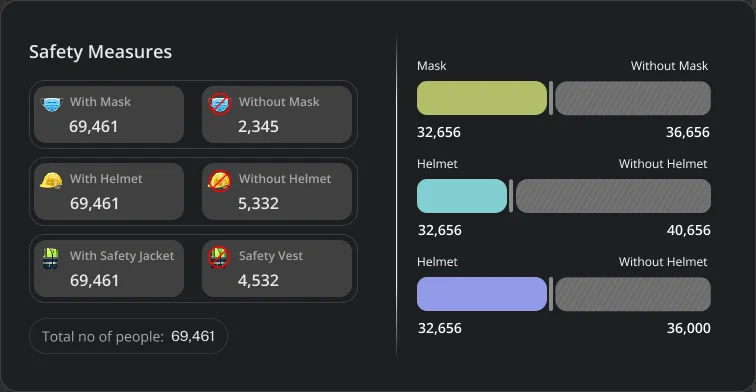 Safety Measures
With Mask
69,461
Without Mask
2,345
With Helmet
69,461
Without Helmet
5,332
With Safety Jacket
69,461
Safety Vest
4,532
Total no of people: 69,461
Mask Without Mask
32,656 36,656
Helmet Without Helmet
32,656 40,656
Helmet Without Helmet
32,656 36,000